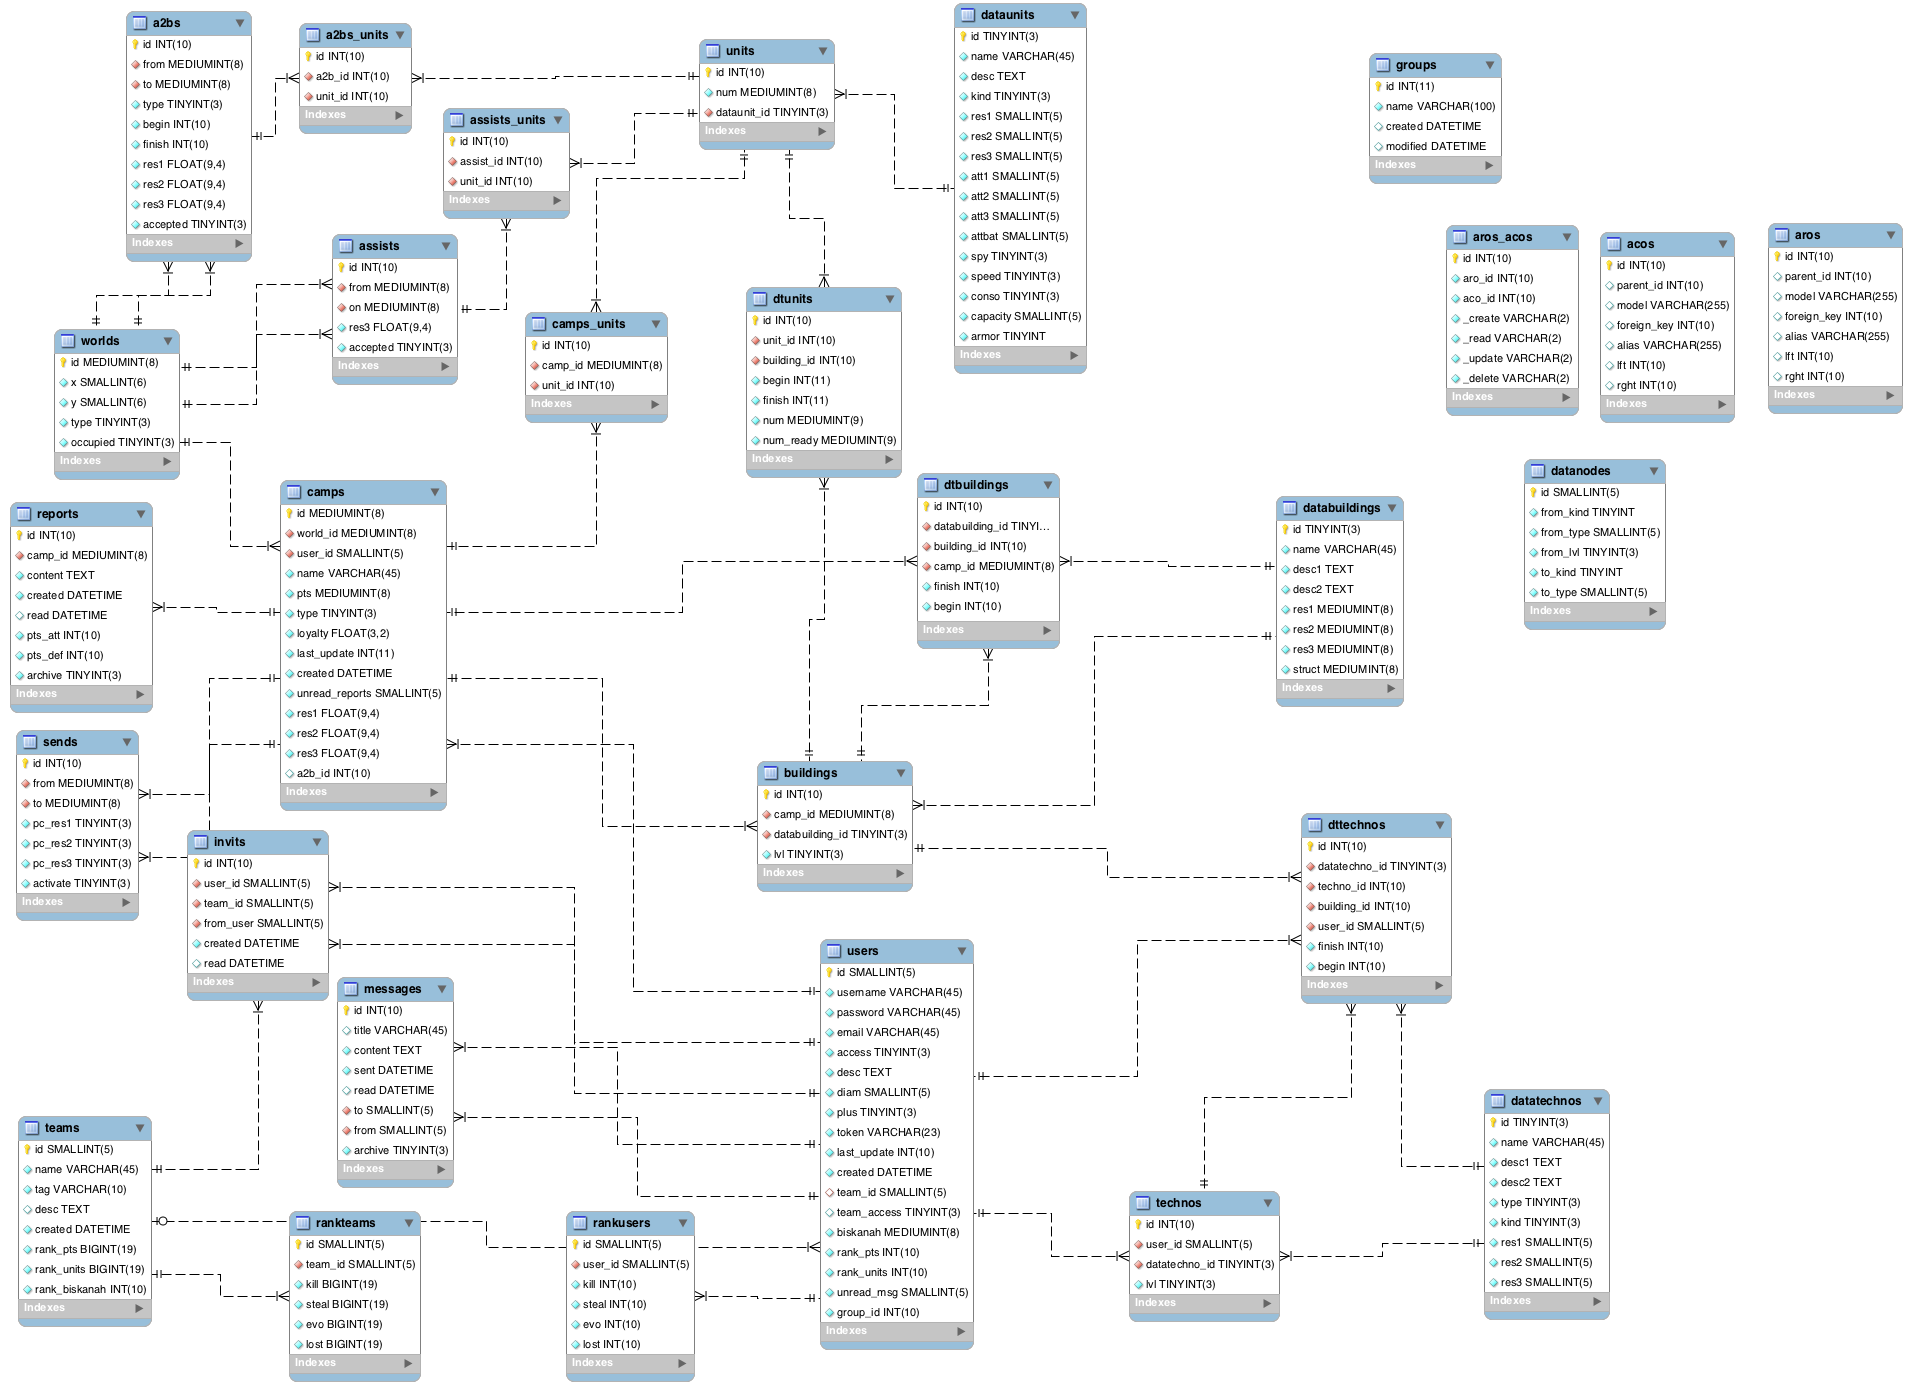 a2bs
id INT(10)
from MEDIUMINT(8)
to MEDIUMINT(8)
type TINYINT(3)
begin INT(10)
finish INT(10)
res1 FLOAT(9,4)
res2 FLOAT(9,4)
res3 FLOAT(9,4)
accepted TINYINT(3)
Indexes
a2bs_units
id INT(10)
a2b_id INT(10)
unit_id INT(10)
Indexes
assists_units
id INT(10)
assist_id INT(10)
unit_id INT(10)
Indexes
units
id INT(10)
num MEDIUMINT(8)
dataunit_id TINYINT(3)
Indexes
dataunits
id TINYINT(3)
name VARCHAR(45)
desc TEXT
kind TINYINT(3)
res1 SMALLINT(5)
res2 SMALLINT(5)
res3 SMALLINT(5)
att1 SMALLINT(5)
att2 SMALLINT(5)
att3 SMALLINT(5)
attbat SMALLINT(5)
spy TINYINT(3)
speed TINYINT(3)
conso TINYINT(3)
capacity SMALLINT(5)
armor TINYINT
Indexes
groups
id INT(11)
name VARCHAR(100)
created DATETIME
modified DATETIME
Indexes
aros_acos
id INT(10)
aro_id INT(10)
aco_id INT(10)
_create VARCHAR(2)
_read VARCHAR(2)
_update VARCHAR(2)
_delete VARCHAR(2)
Indexes
acos
id INT(10)
parent_id INT(10)
model VARCHAR(255)
foreign_key INT(10)
alias VARCHAR(255)
lft INT(10)
rght INT(10)
Indexes
aros
id INT(10)
parent_id INT(10)
model VARCHAR(255)
foreign_key INT(10)
alias VARCHAR(255)
lft INT(10)
rght INT(10)
Indexes
assists
id INT(10)
from MEDIUMINT(8)
on MEDIUMINT(8)
res3 FLOAT(9,4)
accepted TINYINT(3)
Indexes
worlds
id MEDIUMINT(8)
x SMALLINT(6)
y SMALLINT(6)
type TINYINT(3)
occupied TINYINT(3)
Indexes
camps_units
id INT(10)
camp_id MEDIUMINT(8)
unit_id INT(10)
Indexes
dtunits
id INT(10)
unit_id INT(10)
building_id INT(10)
begin INT(11)
finish INT(11)
num MEDIUMINT(9)
num_ready MEDIUMINT(9)
Indexes
reports
id INT(10)
camp_id MEDIUMINT(8)
content TEXT
created DATETIME
read DATETIME
pts_att INT(10)
pts_def INT(10)
archive TINYINT(3)
Indexes
camps
id MEDIUMINT(8)
world_id MEDIUMINT(8)
user_id SMALLINT(5)
name VARCHAR(45)
pts MEDIUMINT(8)
type TINYINT(3)
loyalty FLOAT(3,2)
last_update INT(11)
created DATETIME
unread_reports SMALLINT(5)
res1 FLOAT(9,4)
res2 FLOAT(9,4)
res3 FLOAT(9,4)
a2b_id INT(10)
Indexes
dtbuildings
id INT(10)
databuilding_id TINYI...
building_id INT(10)
camp_id MEDIUMINT(8)
finish INT(10)
begin INT(10)
Indexes
databuildings
id TINYINT(3)
name VARCHAR(45)
desc1 TEXT
desc2 TEXT
res1 MEDIUMINT(8)
res2 MEDIUMINT(8)
res3 MEDIUMINT(8)
struct MEDIUMINT(8)
Indexes
datanodes
id SMALLINT(5)
from_kind TINYINT
from_type SMALLINT(5)
from_lvl TINYINT(3)
to_kind TINYINT
to_type SMALLINT(5)
Indexes
sends
id INT(10)
from MEDIUMINT(8)
to MEDIUMINT(8)
pc_res1 TINYINT(3)
pc_res2 TINYINT(3)
pc_res3 TINYINT(3)
activate TINYINT(3)
Indexes
invits
id INT(10)
user_id SMALLINT(5)
team_id SMALLINT(5)
from_user SMALLINT(5)
created DATETIME
read DATETIME
Indexes
buildings
id INT(10)
camp_id MEDIUMINT(8)
databuilding_id TINYINT(3)
lvl TINYINT(3)
Indexes
dttechnos
id INT(10)
datatechno_id TINYINT(3)
techno_id INT(10)
building_id INT(10)
user_id SMALLINT(5)
finish INT(10)
begin INT(10)
Indexes
messages
id INT(10)
title VARCHAR(45)
content TEXT
sent DATETIME
read DATETIME
to SMALLINT(5)
from SMALLINT(5)
archive TINYINT(3)
Indexes
users
id SMALLINT(5)
username VARCHAR(45)
password VARCHAR(45)
email VARCHAR(45)
access TINYINT(3)
desc TEXT
diam SMALLINT(5)
plus TINYINT(3)
token VARCHAR(23)
last_update INT(10)
created DATETIME
team_id SMALLINT(5)
team_access TINYINT(3)
biskanah MEDIUMINT(8)
rank_pts INT(10)
rank_units INT(10)
unread_msg SMALLINT(5)
group_id INT(10)
Indexes
teams
id SMALLINT(5)
name VARCHAR(45)
tag VARCHAR(10)
desc TEXT
created DATETIME
rank_pts BIGINT(19)
rank_units BIGINT(19)
rank_biskanah INT(10)
Indexes
rankteams
id SMALLINT(5)
team_id SMALLINT(5)
kill BIGINT(19)
steal BIGINT(19)
evo BIGINT(19)
lost BIGINT(19)
Indexes
rankusers
id SMALLINT(5)
user_id SMALLINT(5)
kill INT(10)
steal INT(10)
evo INT(10)
lost INT(10)
Indexes
technos
id INT(10)
user_id SMALLINT(5)
datatechno_id TINYINT(3)
lvl TINYINT(3)
Indexes
datatechnos
id TINYINT(3)
name VARCHAR(45)
desc1 TEXT
desc2 TEXT
type TINYINT(3)
kind TINYINT(3)
res1 SMALLINT(5)
res2 SMALLINT(5)
res3 SMALLINT(5)
Indexes